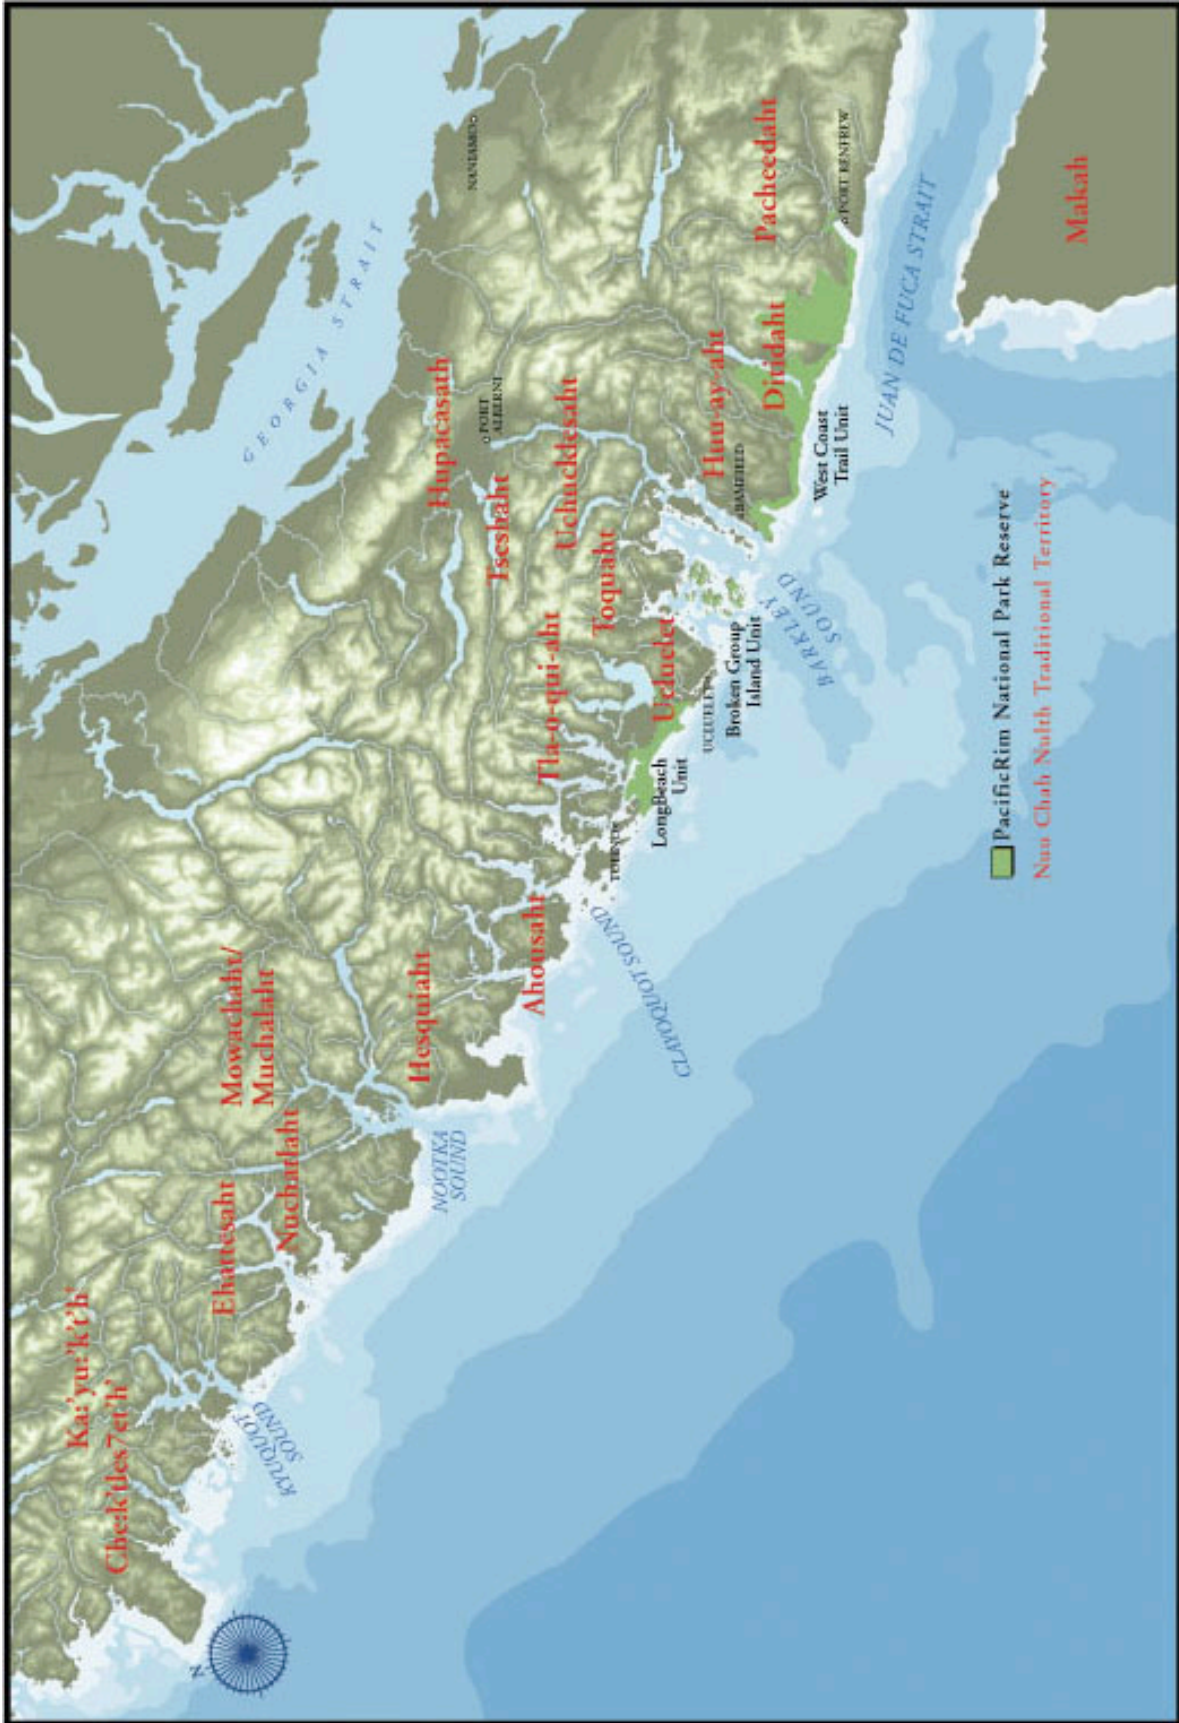 N
KYUQUOT
SOUND
Che:k'tles7et'h'
Ka:'yu:'k't'h'
Ehattesaht
Nuchatlaht
Mowachaht/
Muchalaht
NOOTKA
SOUND
Hesquiaht
Ahousaht
CLAYOQUOT SOUND
TOFINO
Tla-o-qui-aht
LongBeach
Unit
Ucluelet
UCLUELET
Broken Group
Island Unit
Toquaht
BARKLEY
SOUND
Uchucklesaht
Tseshaht
Hupacasath
PORT
ALBERNI
GEORGIA STRAIT
NANIAMO
Huu-ay-aht
BAMFIELD
Ditidaht
West Coast
Trail Unit
Pacheedaht
PORT RENFREW
JUAN DE FUCA STRAIT
Makah
PacificRim National Park Reserve
Nuu Chah Nulth Traditional Territory